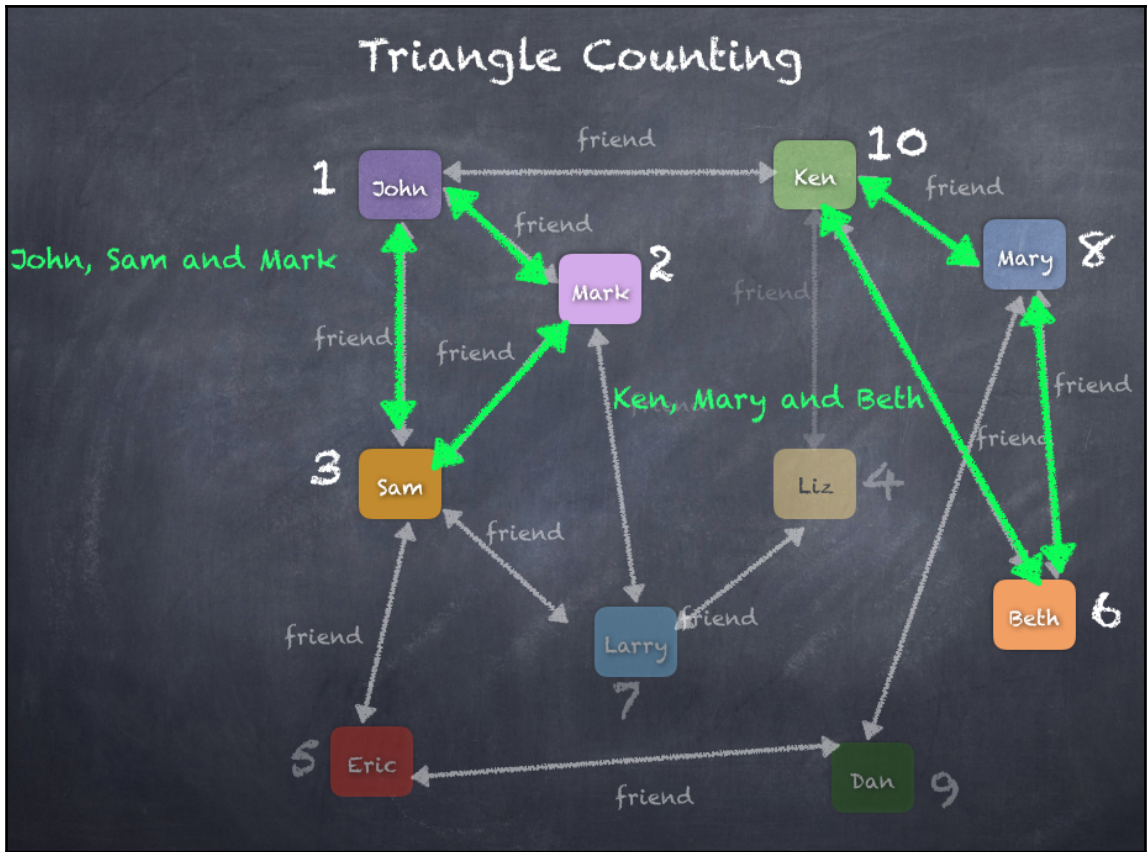 Triangle Counting
friend
10
1
John
Ken
friend
friend
Mary
8
John, Sam and Mark
2
Mark
friend
friend
friend
friend
Ken, Mary and Beth
friend
friend
3
Sam
Liz
4
friend
friend
Beth
6
friend
Larry
7
friend
5
Eric
Dan
9
friend